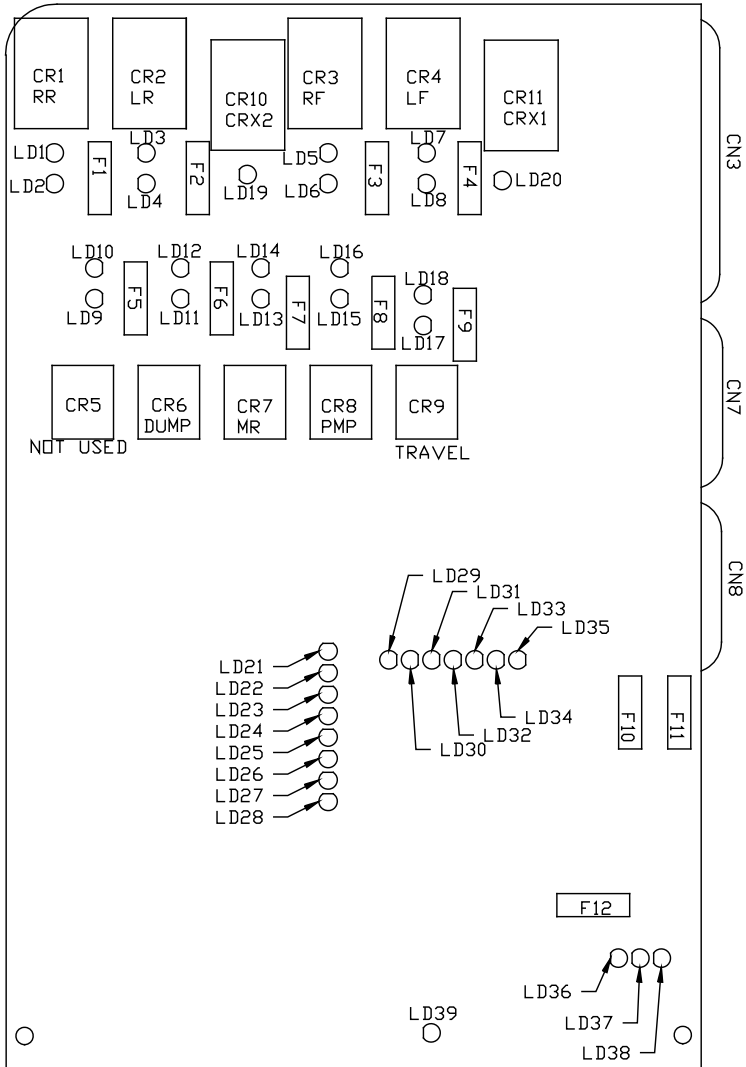 CR1
RR
CR2
LR
CR10
CRX2
CR3
RF
CR4
LF
CR11
CRX1
CN3
LD1
LD2
F1
LD3
LD4
F2
LD19
LD5
LD6
F3
LD7
LD8
F4
LD20
LD10
LD9
F5
LD12
LD11
F6
LD14
LD13
F7
LD16
LD15
F8
LD18
LD17
F9
CN7
CR5
NOT USED
CR6
DUMP
CR7
MR
CR8
PMP
CR9
TRAVEL
CN8
LD29
LD31
LD33
LD35
LD21
LD22
LD23
LD24
LD25
LD26
LD27
LD28
LD34
LD32
LD30
F10
F11
F12
LD36
LD37
LD38
LD39